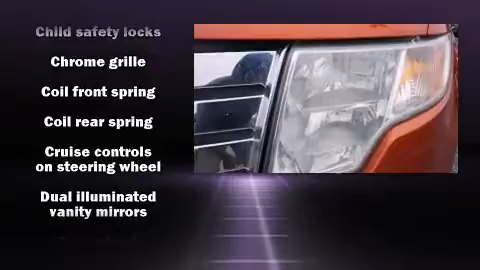 Child safety locks
Chrome grille
Coil front spring
Coil rear spring
Cruise controls
on steering wheel
Dual illuminated
vanity mirrors